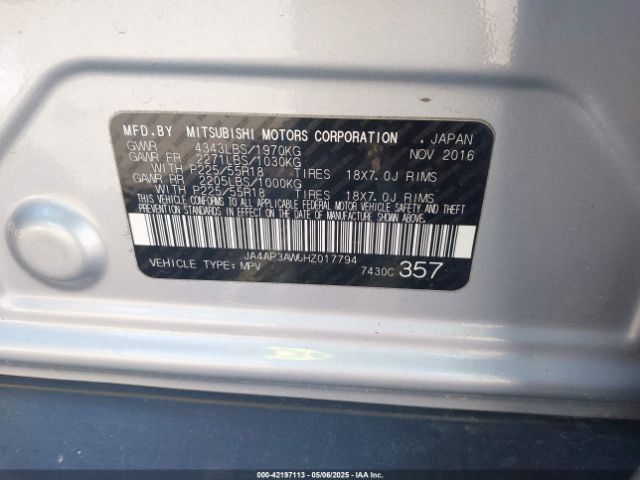 MFD.BY MITSUBISHI MOTORS CORPORATION . JAPAN
GVWR 4343LBS/1970KG NOV 2016
GAWR FR 2271LBS/1030KG
WITH P225/55R18 TIRES 18X7.0J RIMS
GAWR RR 2205LBS/1000KG
WITH P225/55R18 TIRES 18X7.0J RIMS
THIS VEHICLE CONFORMS TO ALL APPLICABLE FEDERAL MOTOR VEHICLE SAFETY AND THEFT
PREVENTION STANDARDS IN EFFECT ON THE DATE OF MANUFACTURE SHOWN ABOVE.
JA4AP3AW6HZ017794
VEHICLE TYPE: MPV 7430C 357
000-42197113 - 05/06/2025 - IAAI.COM